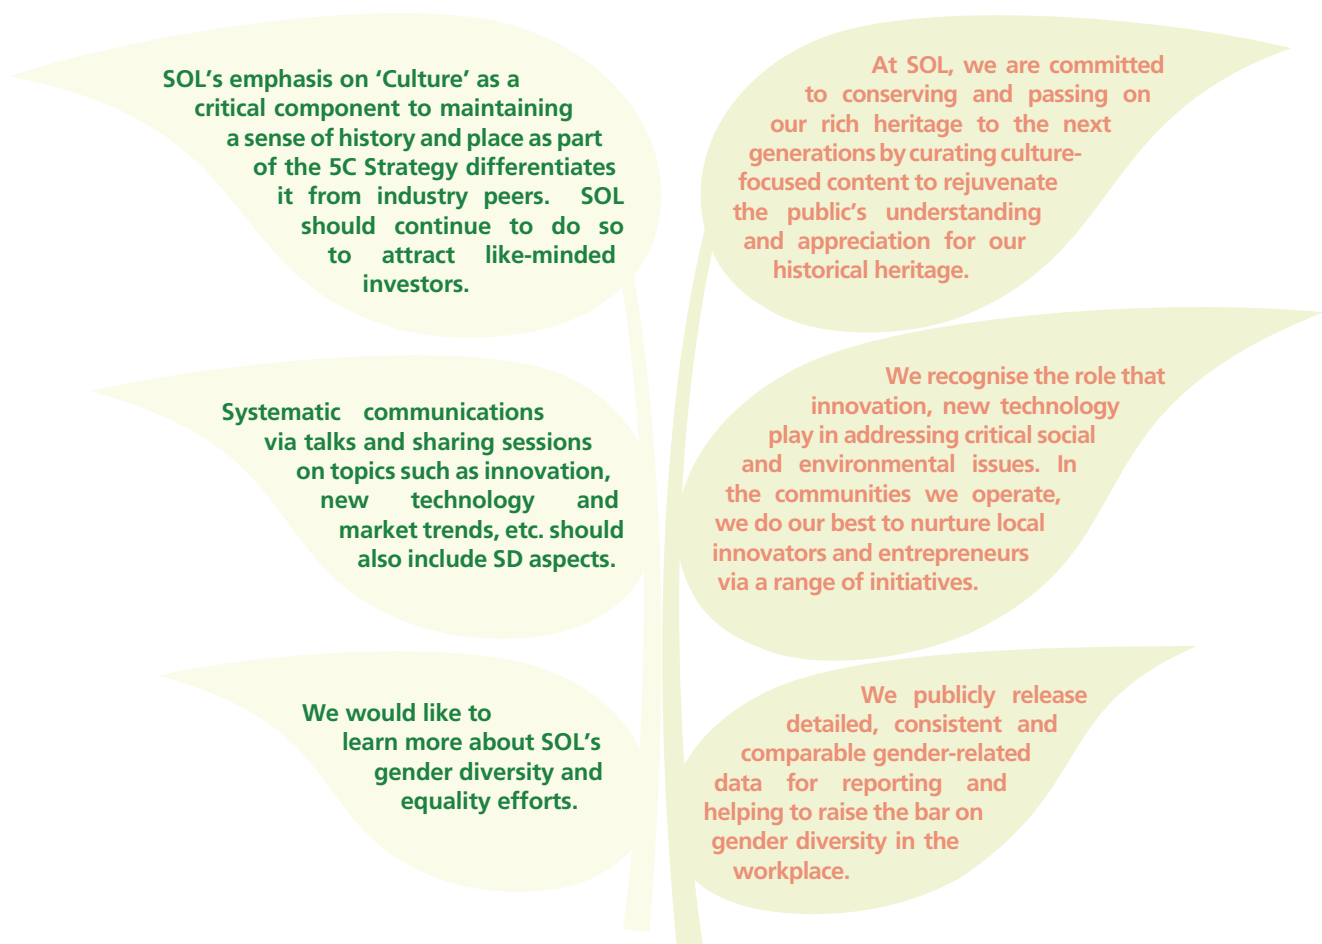 SOL’s emphasis on ‘Culture’ as a
critical component to maintaining
a sense of history and place as part
of the 5C Strategy differentiates
it from industry peers. SOL
should continue to do so
to attract like-minded
investors.
At SOL, we are committed
to conserving and passing on
our rich heritage to the next
generations by curating culture-
focused content to rejuvenate
the public’s understanding
and appreciation for our
historical heritage.
Systematic communications
via talks and sharing sessions
on topics such as innovation,
new technology and
market trends, etc. should
also include SD aspects.
We recognise the role that
innovation, new technology
play in addressing critical social
and environmental issues. In
the communities we operate,
we do our best to nurture local
innovators and entrepreneurs
via a range of initiatives.
We would like to
learn more about SOL’s
gender diversity and
equality efforts.
We publicly release
detailed, consistent and
comparable gender-related
data for reporting and
helping to raise the bar on
gender diversity in the
workplace.